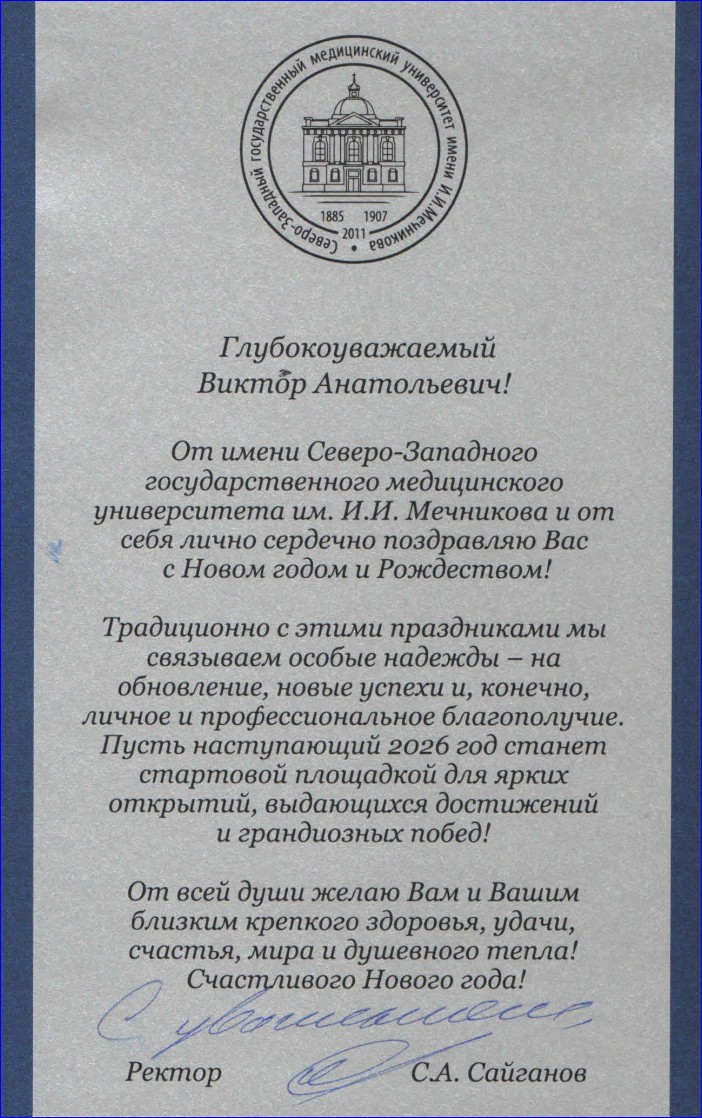 Северо-Западный государственный медицинский университет имени И.И.Мечникова •
1885 1907
2011
Глубокоуважаемый
Виктор Анатольевич!
От имени Северо-Западного
государственного медицинского
университета им. И.И. Мечникова и от
себя лично сердечно поздравляю Вас
с Новом годом и Рождеством!
Традиционно с этими праздниками мы
связываем особые надежды – на
обновление, новые успехи и, конечно,
личное и профессиональное благополучие.
Пусть наступающий 2026 год станет
стартовой площадкой для ярких
открытий, выдающихся достижений
и грандиозных побед!
От всей души желаю Вам и Вашим
близким крепкого здоровья, удачи,
счастья, мира и душевного тепла!
Счастливого Нового года!
С уважением,
Ректор С.А. Сайганов